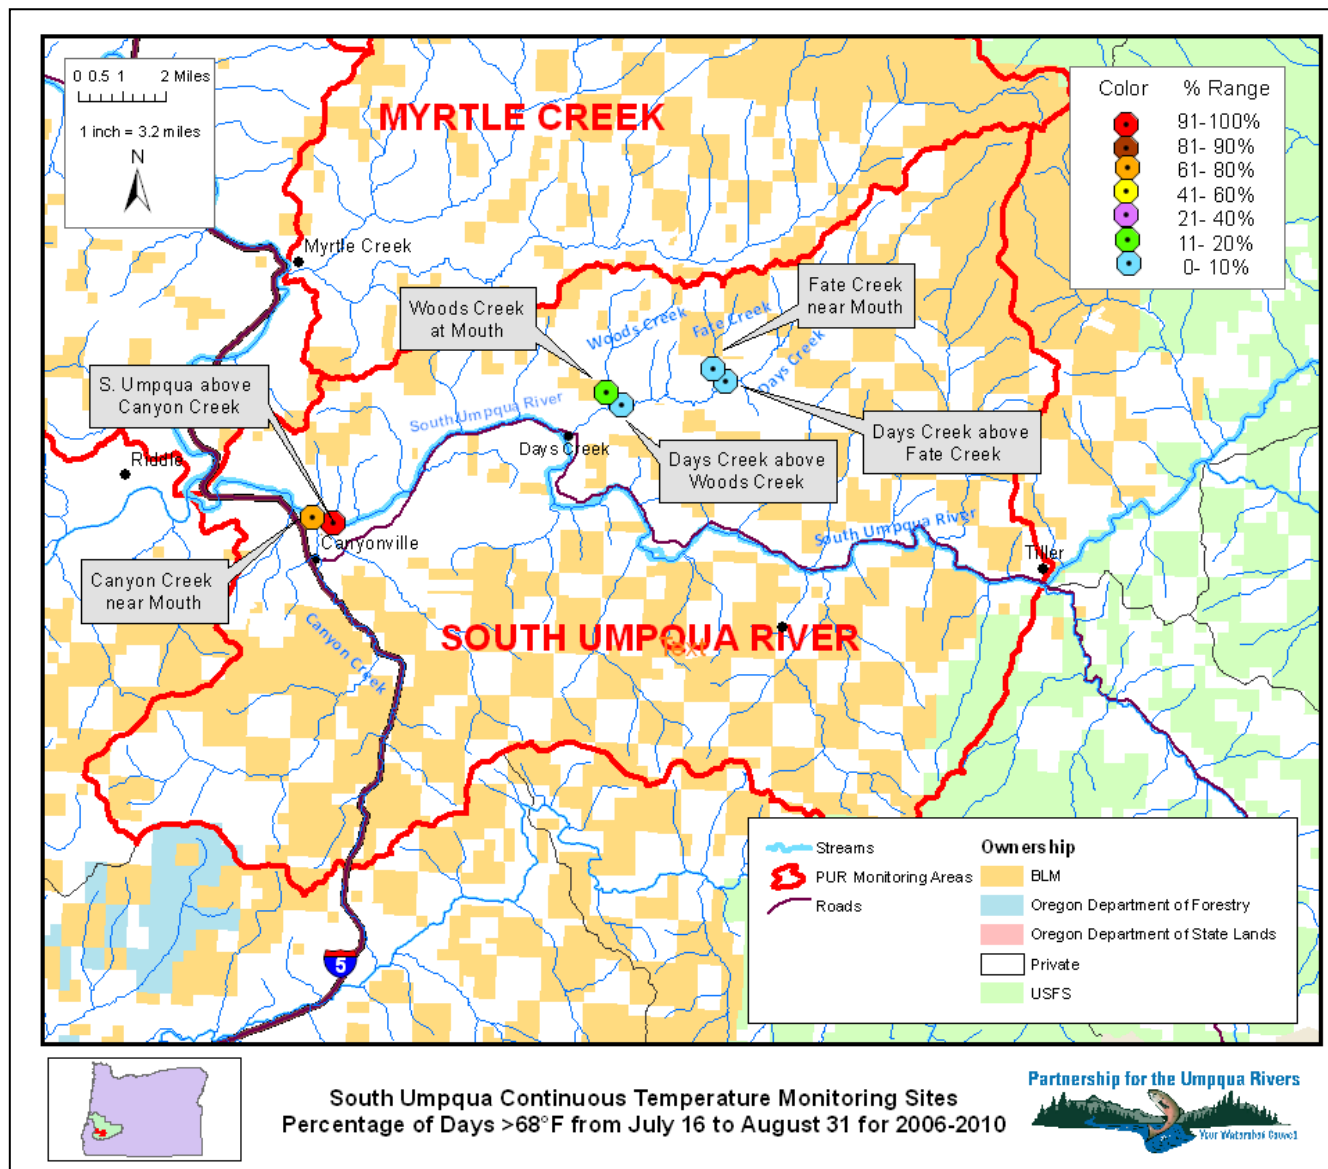 0 0.5 1 2 Miles
1 inch = 3.2 miles
N
MYRTLE CREEK
Color % Range
91-100%
81- 90%
61- 80%
41- 60%
21- 40%
11- 20%
0- 10%
Myrtle Creek
Fate Creek
near Mouth
Woods Creek
at Mouth
Woods Creek
Fate Creek
Days Creek
S. Umpqua above
Canyon Creek
South Umpqua River
Days Creek
Days Creek above
Fate Creek
Days Creek above
Woods Creek
Riddle
South Umpqua River
Tiller
Canyonville
Canyon Creek
near Mouth
Canyon Creek
SOUTH UMPQUA RIVER
Text
5
Streams
PUR Monitoring Areas
Roads
Ownership
BLM
Oregon Department of Forestry
Oregon Department of State Lands
Private
USFS
South Umpqua Continuous Temperature Monitoring Sites
Percentage of Days >68°F from July 16 to August 31 for 2006-2010
Partnership for the Umpqua Rivers
Your Watershed Council